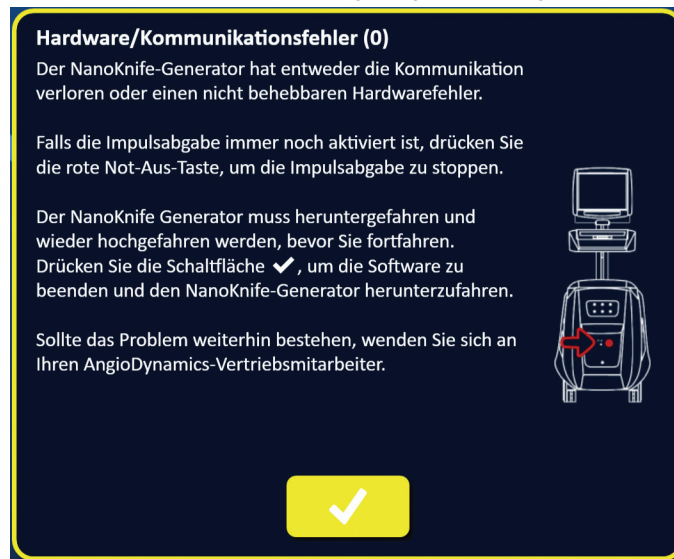 Hardware/Kommunikationsfehler (0)
Der NanoKnife-Generator hat entweder die Kommunikation
verloren oder einen nicht behebbaren Hardwarefehler.
Falls die Impulsabgabe immer noch aktiviert ist, drücken Sie
die rote Not-Aus-Taste, um die Impulsabgabe zu stoppen.
Der NanoKnife Generator muss heruntergefahren und
wieder hochgefahren werden, bevor Sie fortfahren.
Drücken Sie die Schaltfläche ✔, um die Software zu
beenden und den NanoKnife-Generator herunterzufahren.
Sollte das Problem weiterhin bestehen, wenden Sie sich an
Ihren AngioDynamics-Vertriebsmitarbeiter.